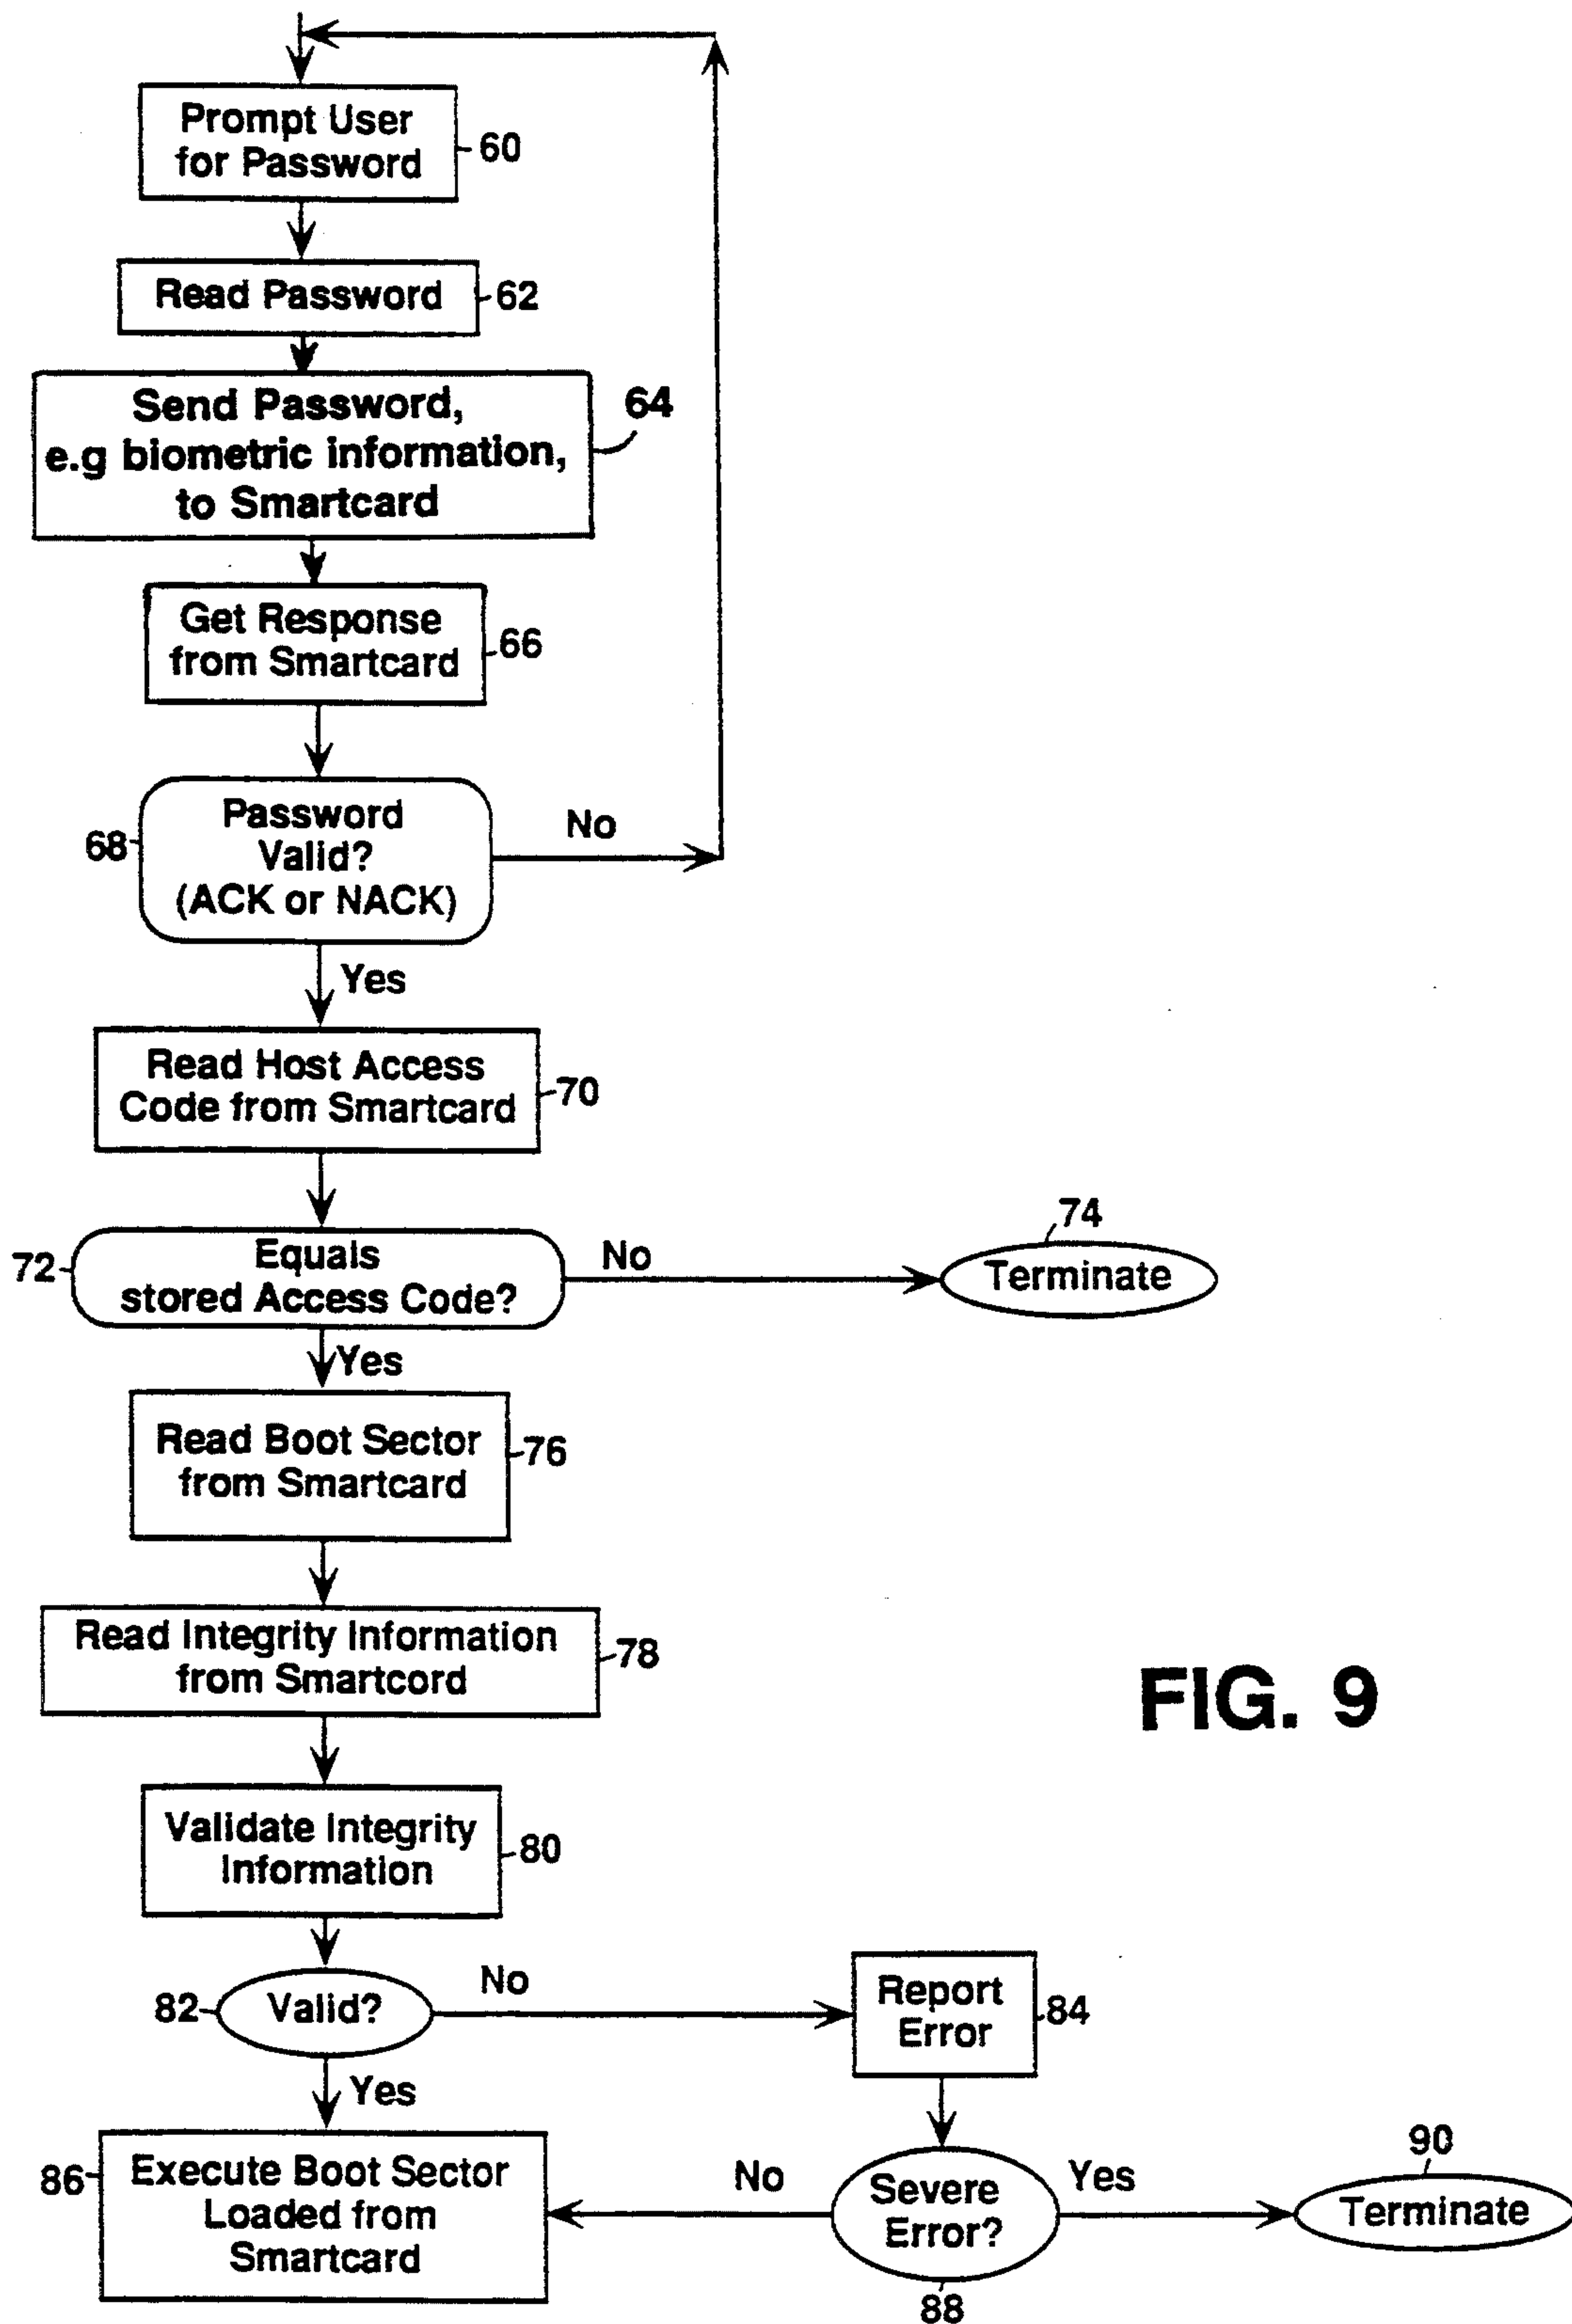 Prompt User
for Password
60
Read Password
62
Send Password,
e.g biometric information,
to Smartcard
64
Get Response
from Smartcard
66
Password
Valid?
(ACK or NACK)
68
No
Yes
Read Host Access
Code from Smartcard
70
Equals
stored Access Code?
72
No
74
Terminate
Yes
Read Boot Sector
from Smartcard
76
Read Integrity Information
from Smartcord
78
FIG. 9
Validate Integrity
Information
80
Valid?
82
No
Report
Error
84
Yes
Execute Boot Sector
Loaded from
Smartcard
86
No
Severe
Error?
88
Yes
90
Terminate